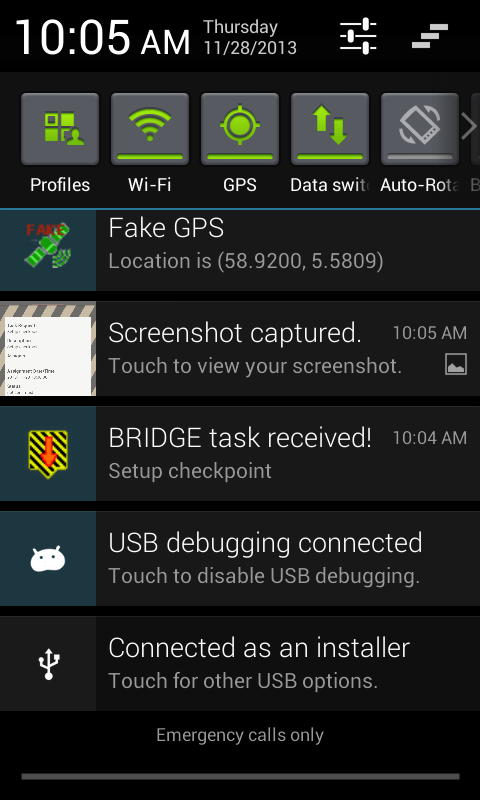 10:05 AM
Thursday
11/28/2013
Profiles
Wi-Fi
GPS
Data swit
Auto-Rota
FAKE
Fake GPS
Location is (58.9200, 5.5809)
Task Request
Screenshot captured.
10:05 AM
Touch to view your screenshot.
BRIDGE task received!
10:04 AM
Setup checkpoint
USB debugging connected
Touch to disable USB debugging.
Connected as an installer
Touch for other USB options.
Emergency calls only